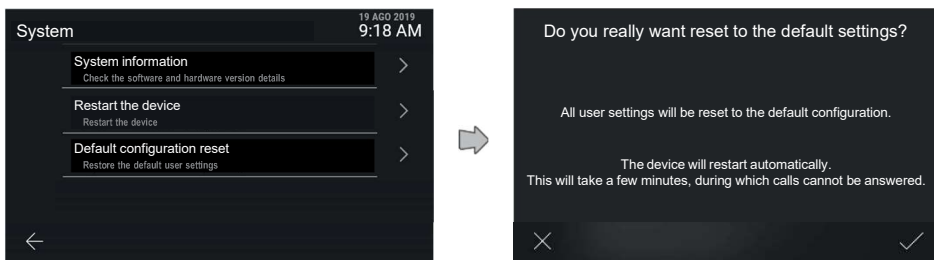 19 AGO 2019
System
9:18 AM
System information
Check the software and hardware version details
Restart the device
Restart the device
Default configuration reset
Restore the default user settings
Do you really want reset to the default settings?
All user settings will be reset to the default configuration.
The device will restart automatically.
This will take a few minutes, during which calls cannot be answered.